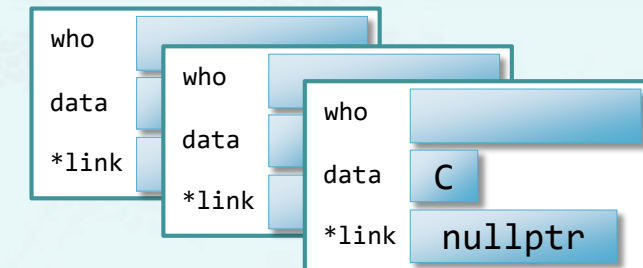 who
data
*link
who
data
*link
who
data C
*link nullptr